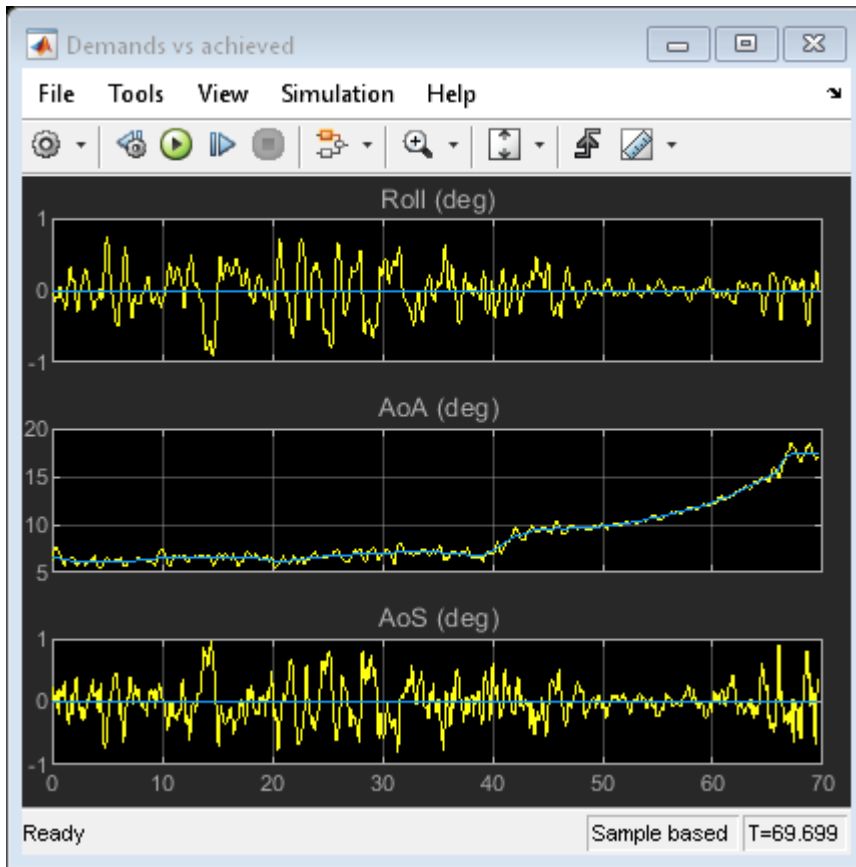 Demands vs achieved
File Tools View Simulation Help
Roll (deg)
1
0
-1
AoA (deg)
20
15
10
5
AoS (deg)
1
0
-1
0 10 20 30 40 50 60 70
Ready Sample based T=69.699